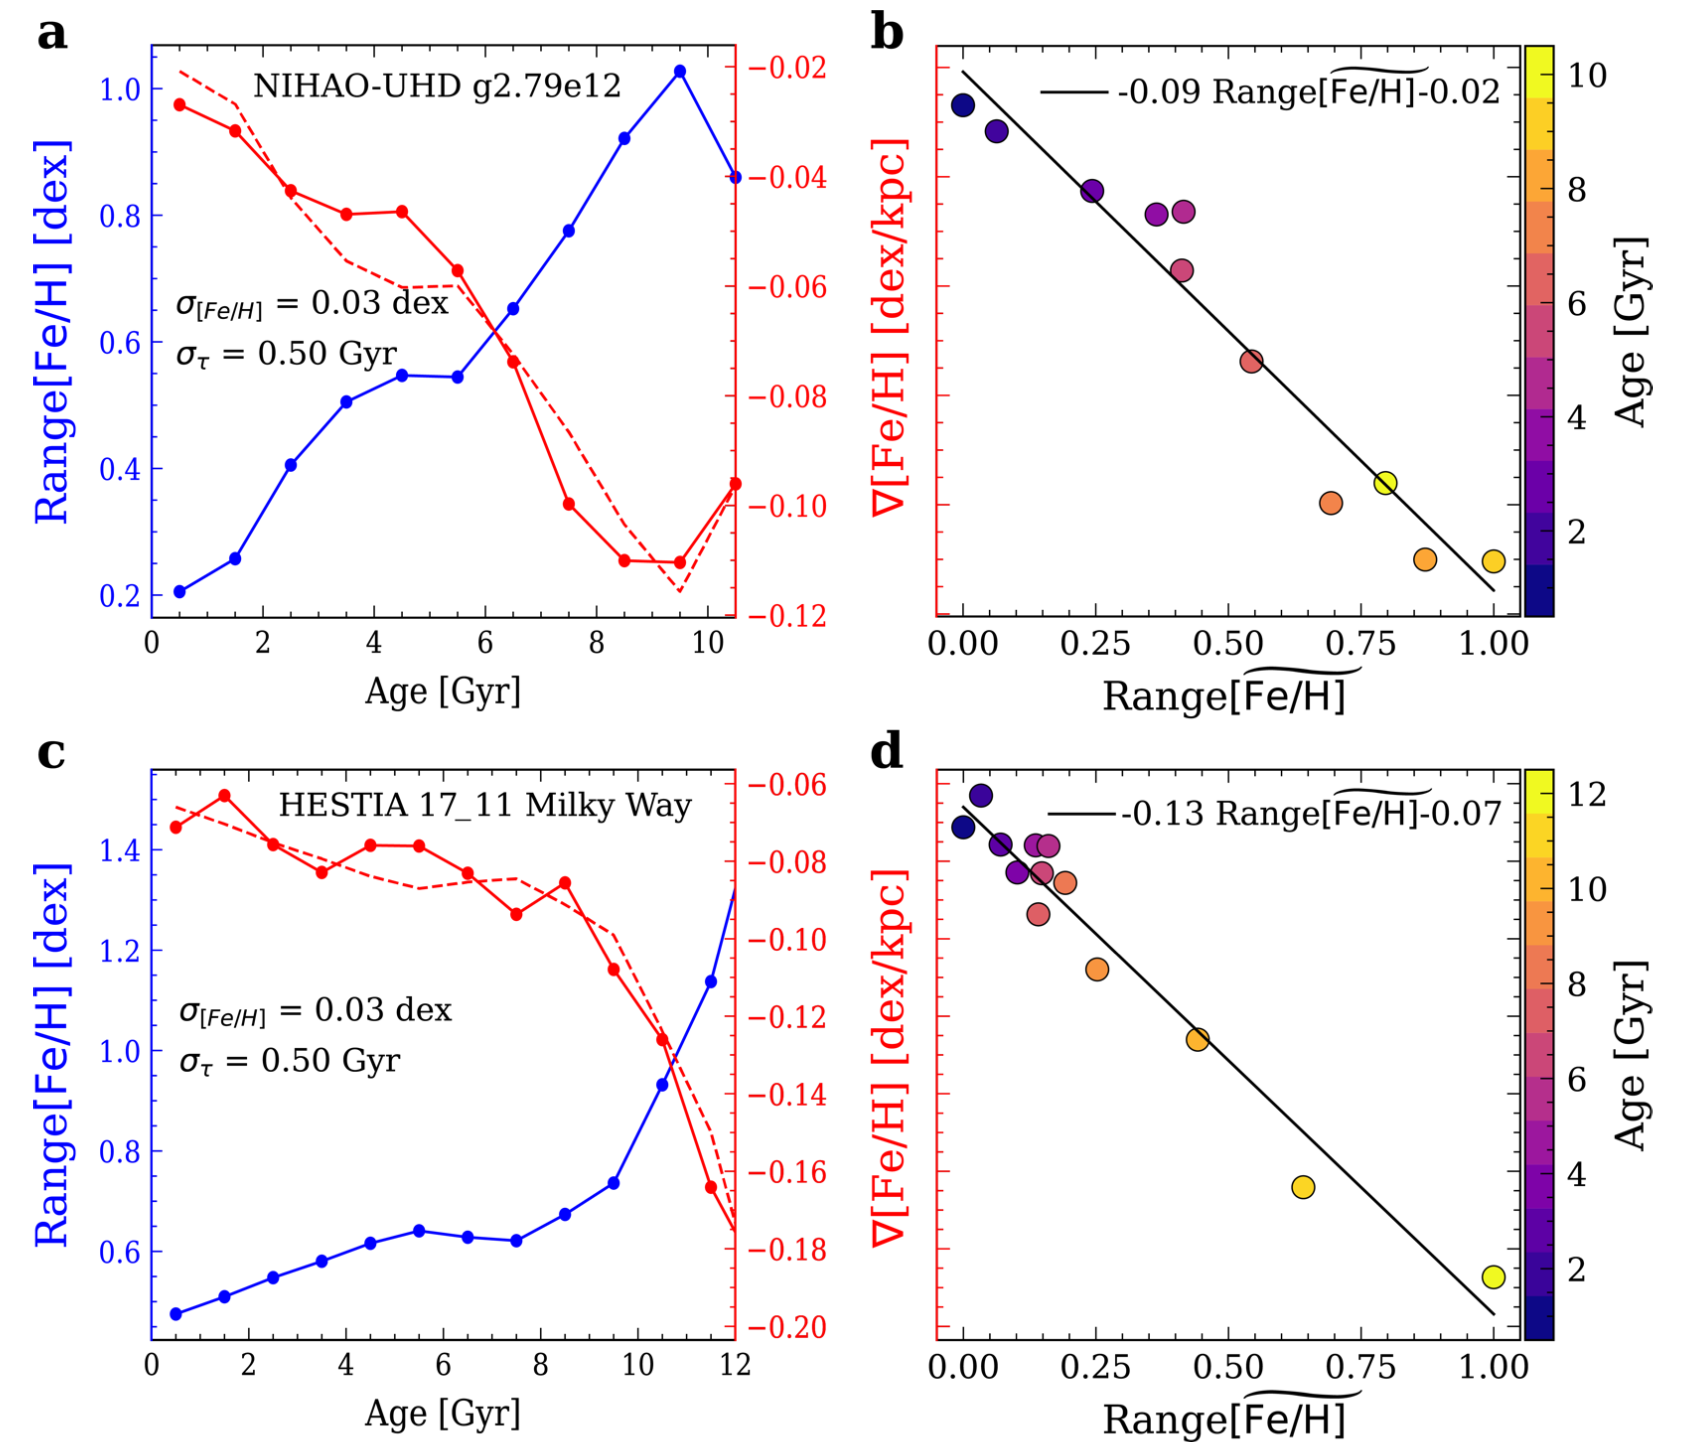 a
NIHAO-UHD g2.79e12
σ[Fe/H] = 0.03 dex
στ = 0.50 Gyr
Range[Fe/H] [dex]
1.0
0.8
0.6
0.4
0.2
0 2 4 6 8 10
Age [Gyr]
−0.02
−0.04
−0.06
−0.08
−0.10
−0.12
b
∇[Fe/H] [dex/kpc]
-0.09 Range[Fe/H]-0.02
0.00 0.25 0.50 0.75 1.00
Range[Fe/H]
10
8
6
4
2
Age [Gyr]
c
HESTIA 17_11 Milky Way
σ[Fe/H] = 0.03 dex
στ = 0.50 Gyr
Range[Fe/H] [dex]
1.4
1.2
1.0
0.8
0.6
0 2 4 6 8 10 12
Age [Gyr]
−0.06
−0.08
−0.10
−0.12
−0.14
−0.16
−0.18
−0.20
d
∇[Fe/H] [dex/kpc]
-0.13 Range[Fe/H]-0.07
0.00 0.25 0.50 0.75 1.00
Range[Fe/H]
12
10
8
6
4
2
Age [Gyr]